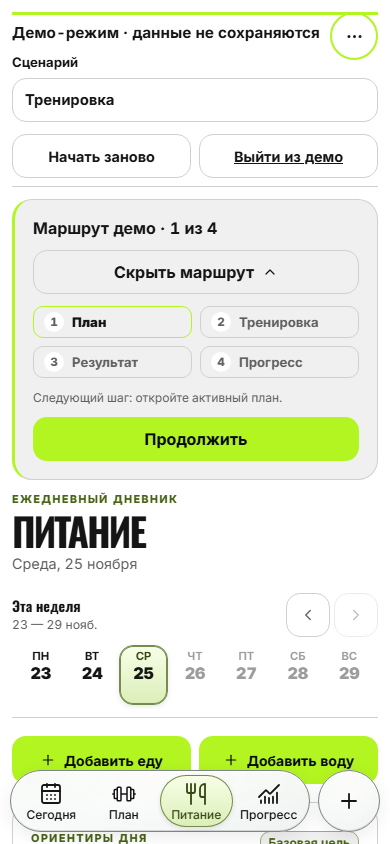 Демо-режим · данные не сохраняются
Сценарий
Тренировка
Начать заново
Выйти из демо
Маршрут демо · 1 из 4
Скрыть маршрут
1 План
2 Тренировка
3 Результат
4 Прогресс
Следующий шаг: откройте активный план.
Продолжить
ЕЖЕДНЕВНЫЙ ДНЕВНИК
ПИТАНИЕ
Среда, 25 ноября
Эта неделя
23 — 29 нояб.
ПН ВТ СР ЧТ ПТ СБ ВС
23 24 25 26 27 28 29
+ Добавить еду
+ Добавить воду
Сегодня
План
Питание
Прогресс
ОРИЕНТИРЫ ДНЯ
Базовая цель